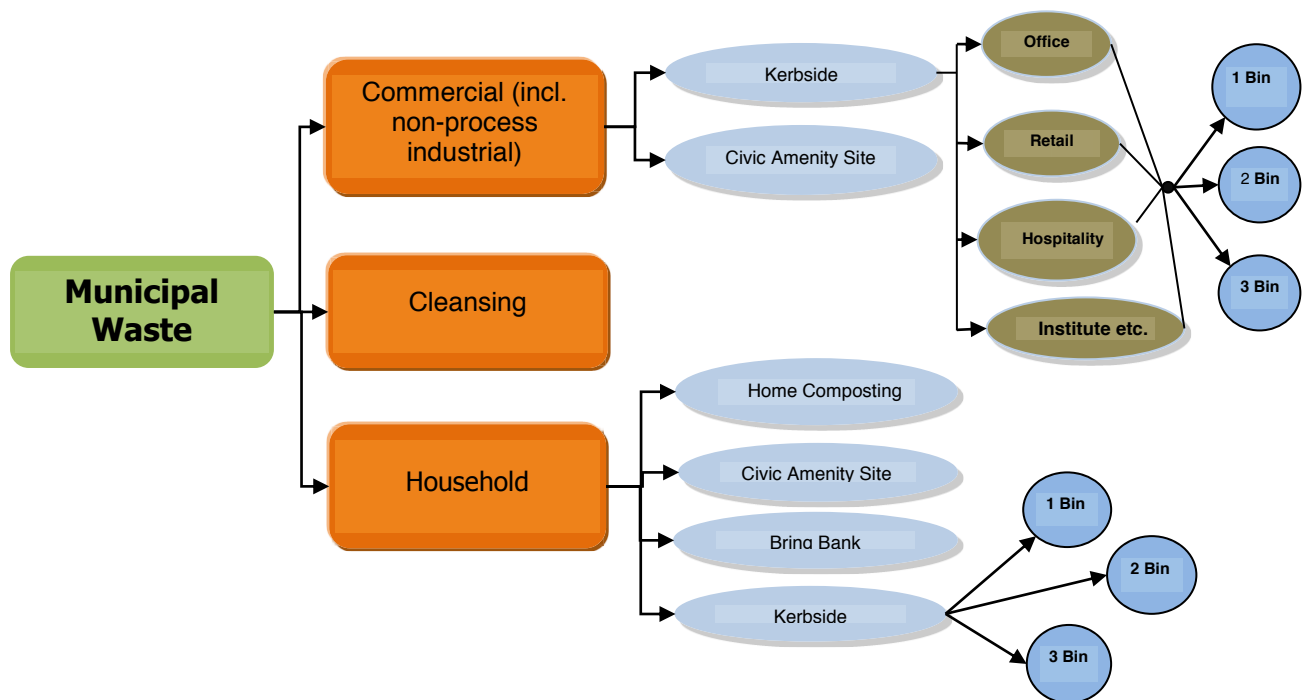 Municipal
Waste
Commercial (incl.
non-process
industrial)
Cleansing
Household
Kerbside
Civic Amenity Site
Office
Retail
Hospitality
Institute etc.
1 Bin
2 Bin
3 Bin
Home Composting
Civic Amenity Site
Bring Bank
Kerbside
1 Bin
2 Bin
3 Bin